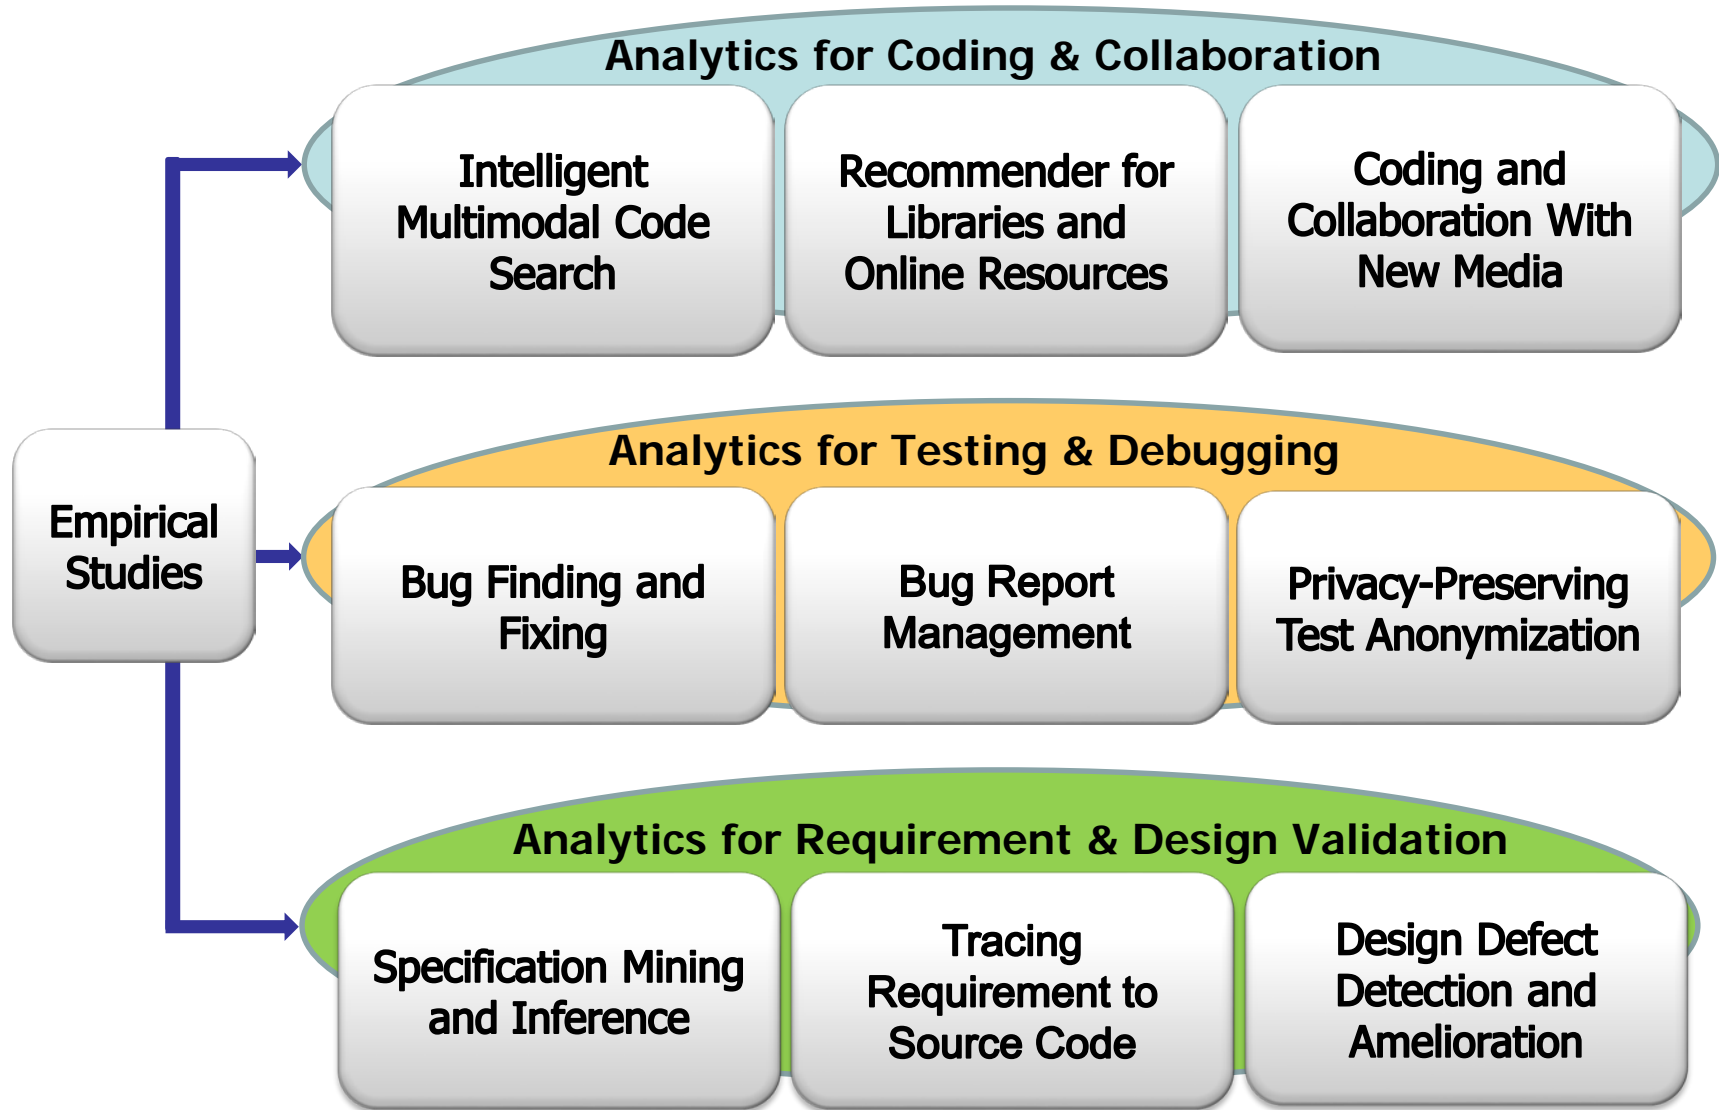 Analytics for Coding & Collaboration
Intelligent
Multimodal Code
Search
Recommender for
Libraries and
Online Resources
Coding and
Collaboration With
New Media
Empirical
Studies
Analytics for Testing & Debugging
Bug Finding and
Fixing
Bug Report
Management
Privacy-Preserving
Test Anonymization
Analytics for Requirement & Design Validation
Specification Mining
and Inference
Tracing
Requirement to
Source Code
Design Defect
Detection and
Amelioration